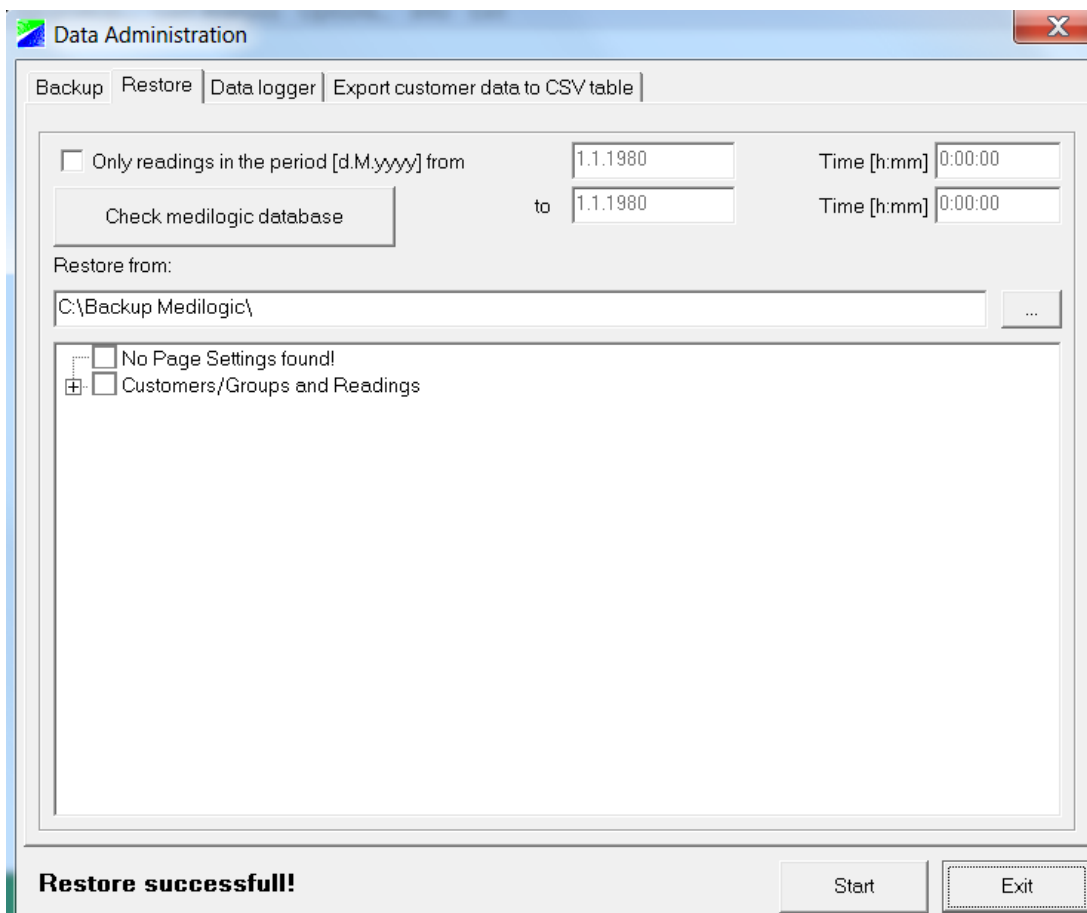 Data Administration
Backup Restore Data logger Export customer data to CSV table
Only readings in the period [d.M.yyyy] from 1.1.1980 Time [h:mm] 0:00:00
Check medilogic database to 1.1.1980 Time [h:mm] 0:00:00
Restore from:
C:\Backup Medilogic\ ...
No Page Settings found!
Customers/Groups and Readings
Restore successfull! Start Exit